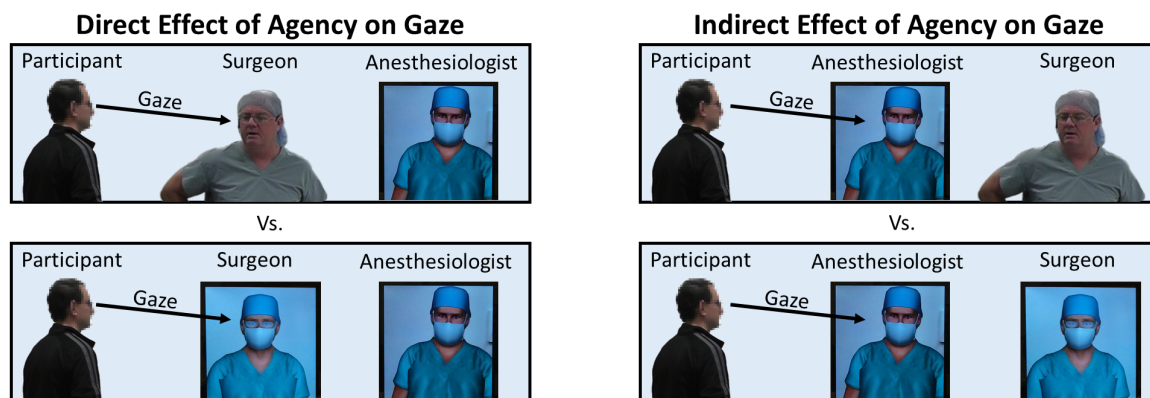 Direct Effect of Agency on Gaze
Participant Surgeon Anesthesiologist
Gaze
Vs.
Participant Surgeon Anesthesiologist
Gaze
Indirect Effect of Agency on Gaze
Participant Anesthesiologist Surgeon
Gaze
Vs.
Participant Anesthesiologist Surgeon
Gaze